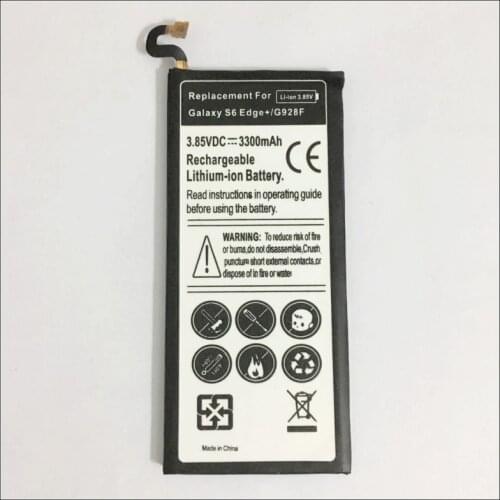 Replacement For
Li-ion 3.85V
Galaxy S6 Edge+/G928F
3.85VDC 3300mAh
Rechargeable
Lithium-ion Battery.
CE
Read instructions in operating guide
before using the battery.
WARNING: To reduce risk of fire
or burns,do not disassemble,Crush
puncture short external contacts,or
dispose of in fire or water"
Made in China